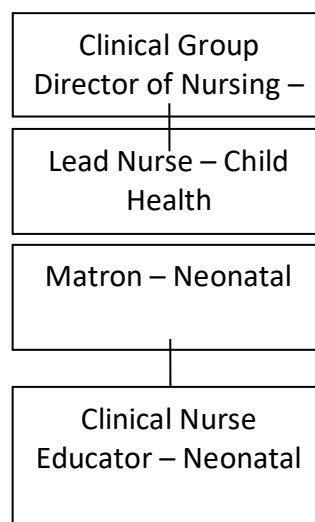 Clinical Group
Director of Nursing –
Lead Nurse – Child
Health
Matron – Neonatal
Clinical Nurse
Educator – Neonatal